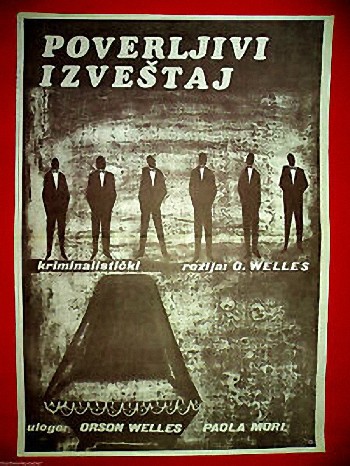 POVERLJIVI
IZVEŠTAJ
kriminalistički režija: O. WELLES
uloge: ORSON WELLES PAOLA MORI